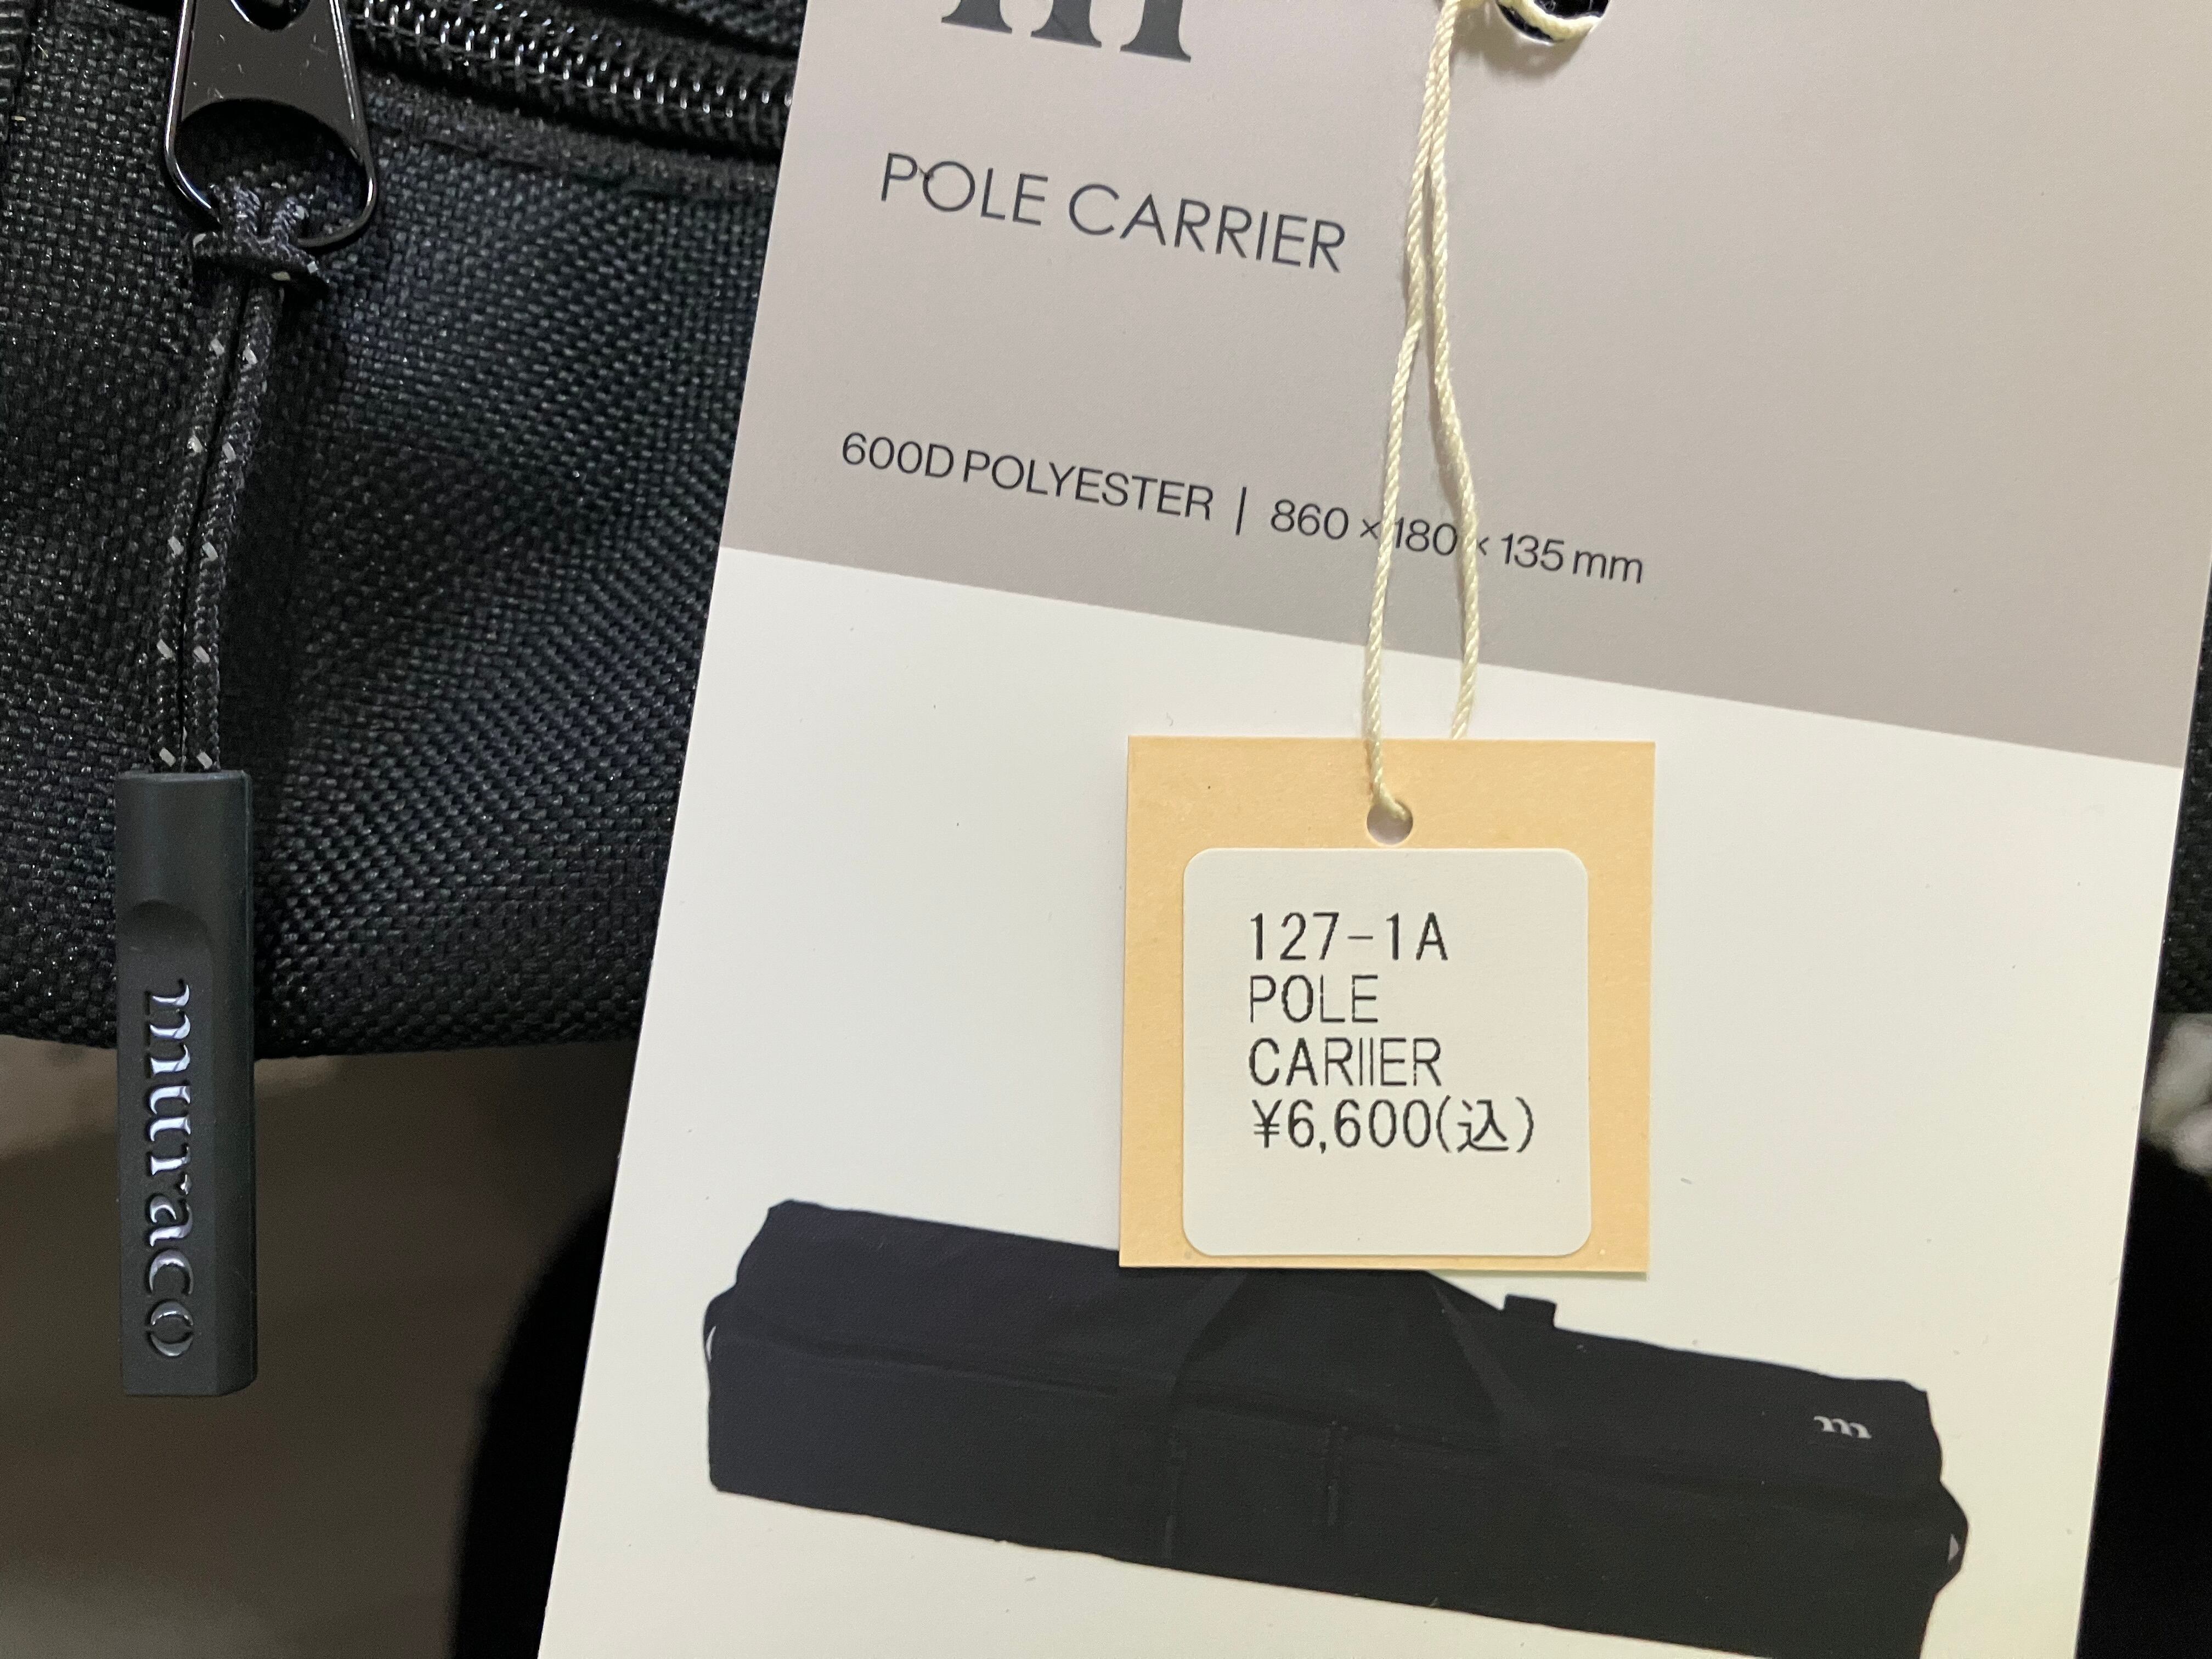 m
POLE CARRIER
600D POLYESTER | 860 × 180 × 135 mm
127-1A
POLE
CARIIER
¥6,600(込)
muraco
m